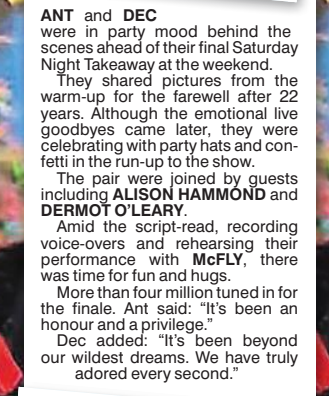 ANT and DEC
were in party mood behind the
scenes ahead of their final Saturday
Night Takeaway at the weekend.
They shared pictures from the
warm-up for the farewell after 22
years. Although the emotional live
goodbyes came later, they were
celebrating with party hats and con-
fetti in the run-up to the show.
The pair were joined by guests
including ALISON HAMMOND and
DERMOT O'LEARY.
Amid the script-read, recording
voice-overs and rehearsing their
performance with McFLY, there
was time for fun and hugs.
More than four million tuned in for
the finale. Ant said: “It's been an
honour and a privilege.”
Dec added: “It's been beyond
our wildest dreams. We have truly
adored every second.”